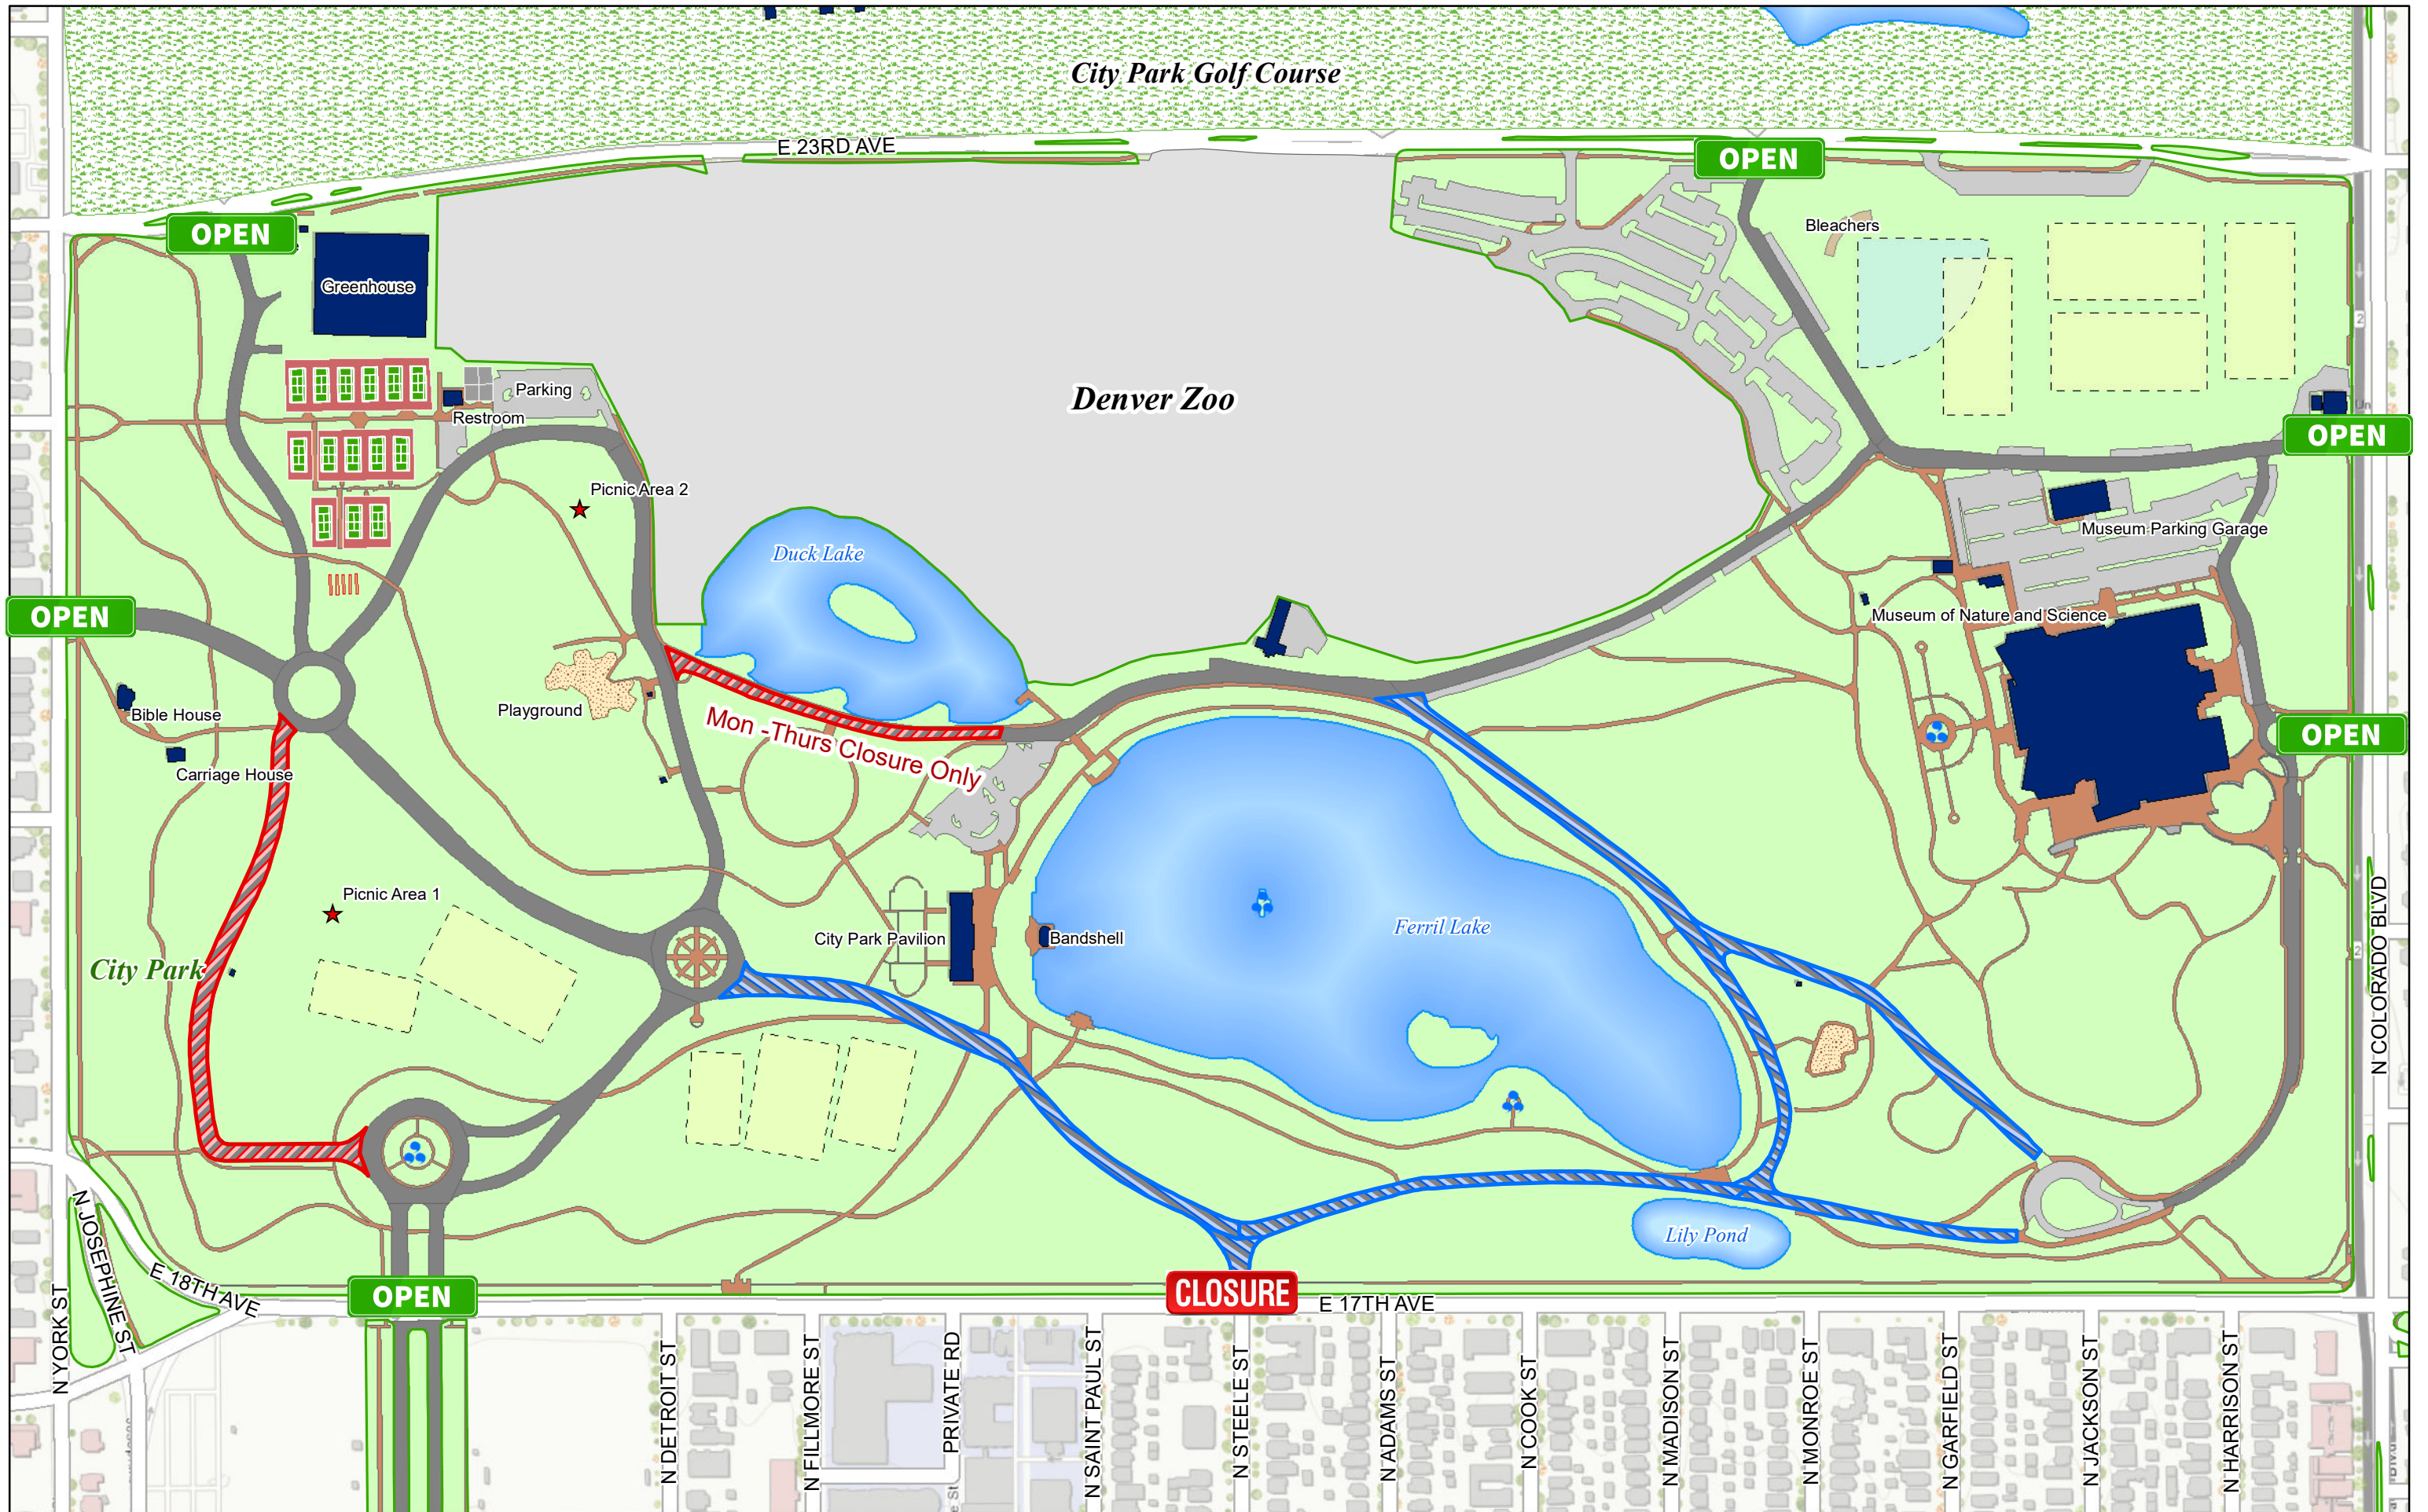 City Park Golf Course
E 23RD AVE
OPEN
OPEN
Bleachers
Greenhouse
Parking
Restroom
Denver Zoo
2
OPEN
Picnic Area 2
Museum Parking Garage
Duck Lake
OPEN
Museum of Nature and Science
Bible House
Playground
Mon -Thurs Closure Only
OPEN
Carriage House
Picnic Area 1
City Park Pavilion
Bandshell
Ferril Lake
City Park
2
N COLORADO BLVD
Lily Pond
N JOSEPHINE ST
E 18TH AVE
N YORK ST
OPEN
CLOSURE
E 17TH AVE
N DETROIT ST
N FILLMORE ST
PRIVATE RD
N SAINT PAUL ST
N STEELE ST
N ADAMS ST
N COOK ST
N MADISON ST
N MONROE ST
N GARFIELD ST
N JACKSON ST
N HARRISON ST